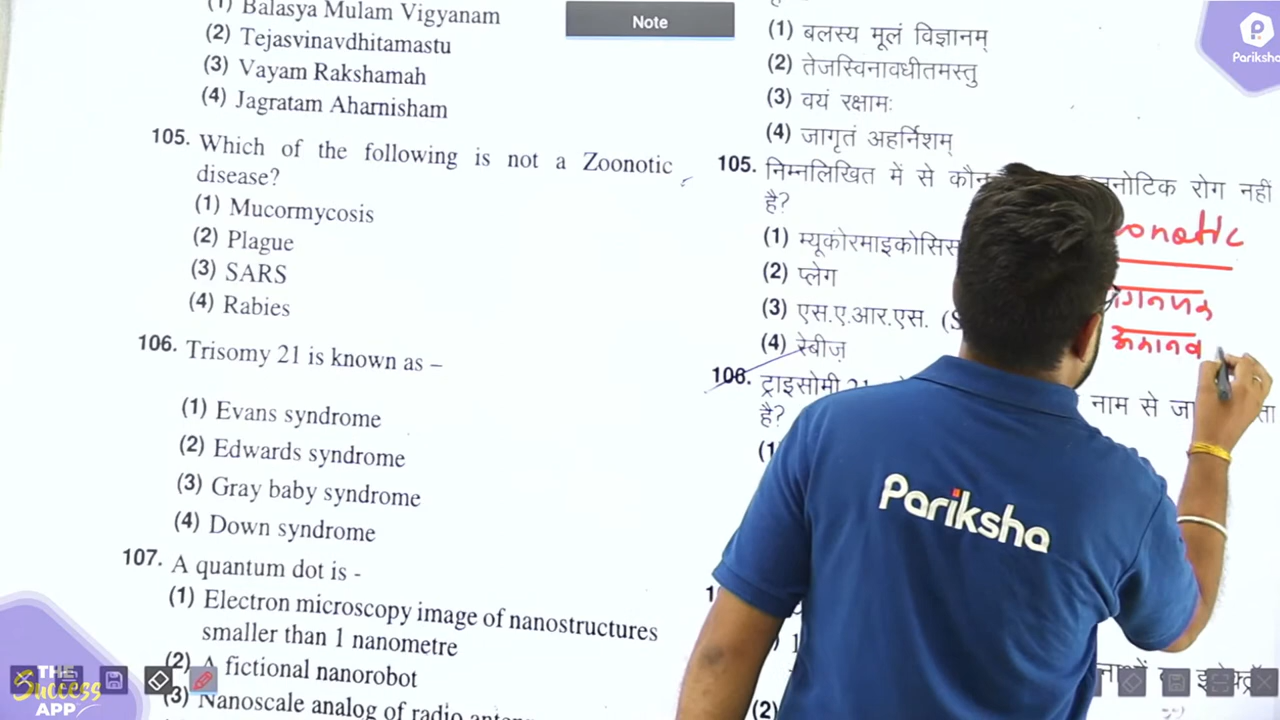 (1) Balasya Mulam Vigyanam
(2) Tejasvinavdhitamastu
(3) Vayam Rakshamah
(4) Jagratam Aharnisham
105. Which of the following is not a Zoonotic
disease?
(1) Mucormycosis
(2) Plague
(3) SARS
(4) Rabies
106. Trisomy 21 is known as –
(1) Evans syndrome
(2) Edwards syndrome
(3) Gray baby syndrome
(4) Down syndrome
107. A quantum dot is -
(1) Electron microscopy image of nanostructures
smaller than 1 nanometre
(2) A fictional nanorobot
(3) Nanoscale analog of radio
Note
(1) बलस्य मूलं विज्ञानम्
(2) तेजस्विनावधीतमस्तु
(3) वयं रक्षामः
(4) जागृतं अहर्निशम्
105. निम्नलिखित में से रोग नहीं
है?
(1) म्यूकोरमाइकोसिस
(2) प्लेग
(3) एस.ए.आर.एस.
(4) रेबीज़
106. ट्राइसोमी नाम से
है?
(2)
Pariksha
Pariksha
THE
Success
APP